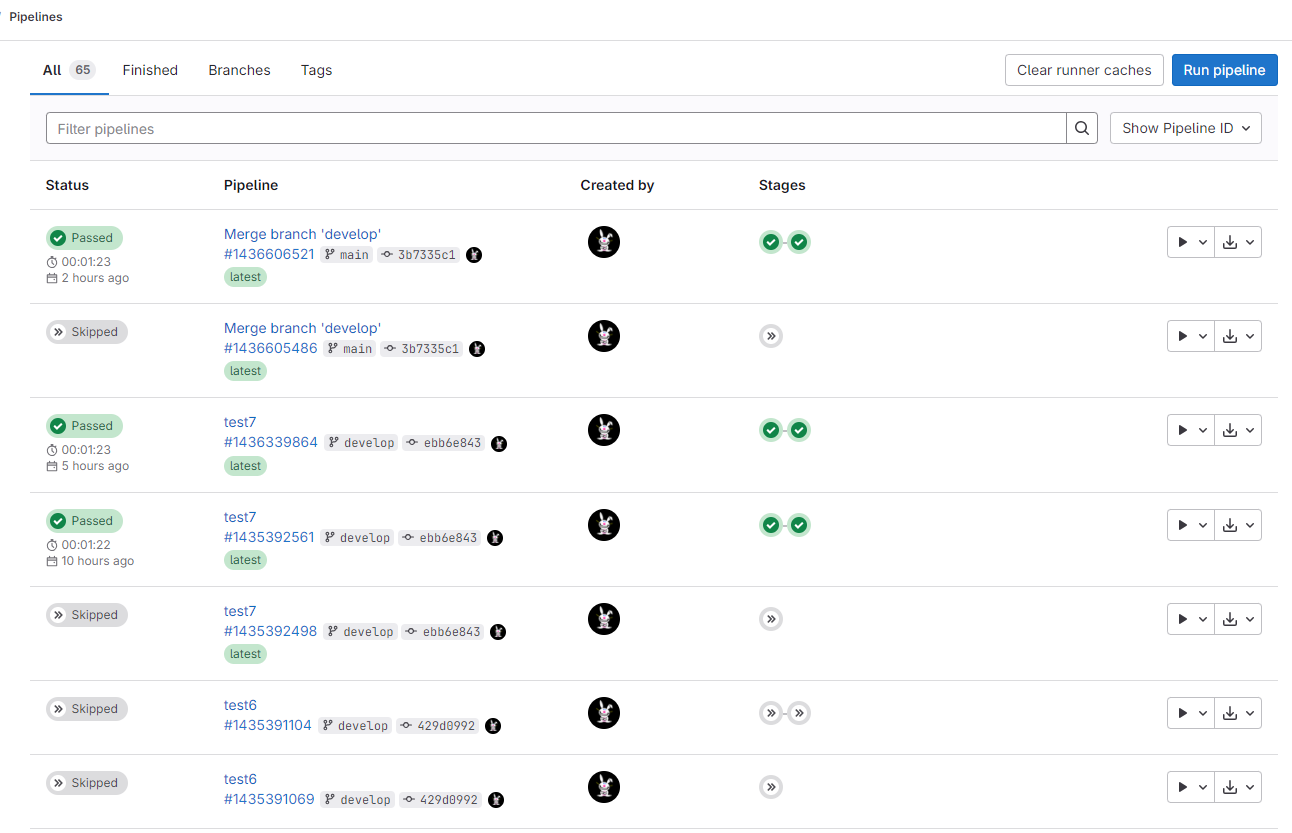 Pipelines
All 65 Finished Branches Tags Clear runner caches Run pipeline
Filter pipelines Show Pipeline ID
Status Pipeline Created by Stages
Passed
00:01:23
2 hours ago
Merge branch 'develop'
#1436606521 main 3b7335c1
latest
Skipped
Merge branch 'develop'
#1436605486 main 3b7335c1
latest
Passed
00:01:23
5 hours ago
test7
#1436339864 develop ebb6e843
latest
Passed
00:01:22
10 hours ago
test7
#1435392561 develop ebb6e843
latest
Skipped
test7
#1435392498 develop ebb6e843
latest
Skipped
test6
#1435391104 develop 429d0992
Skipped
test6
#1435391069 develop 429d0992